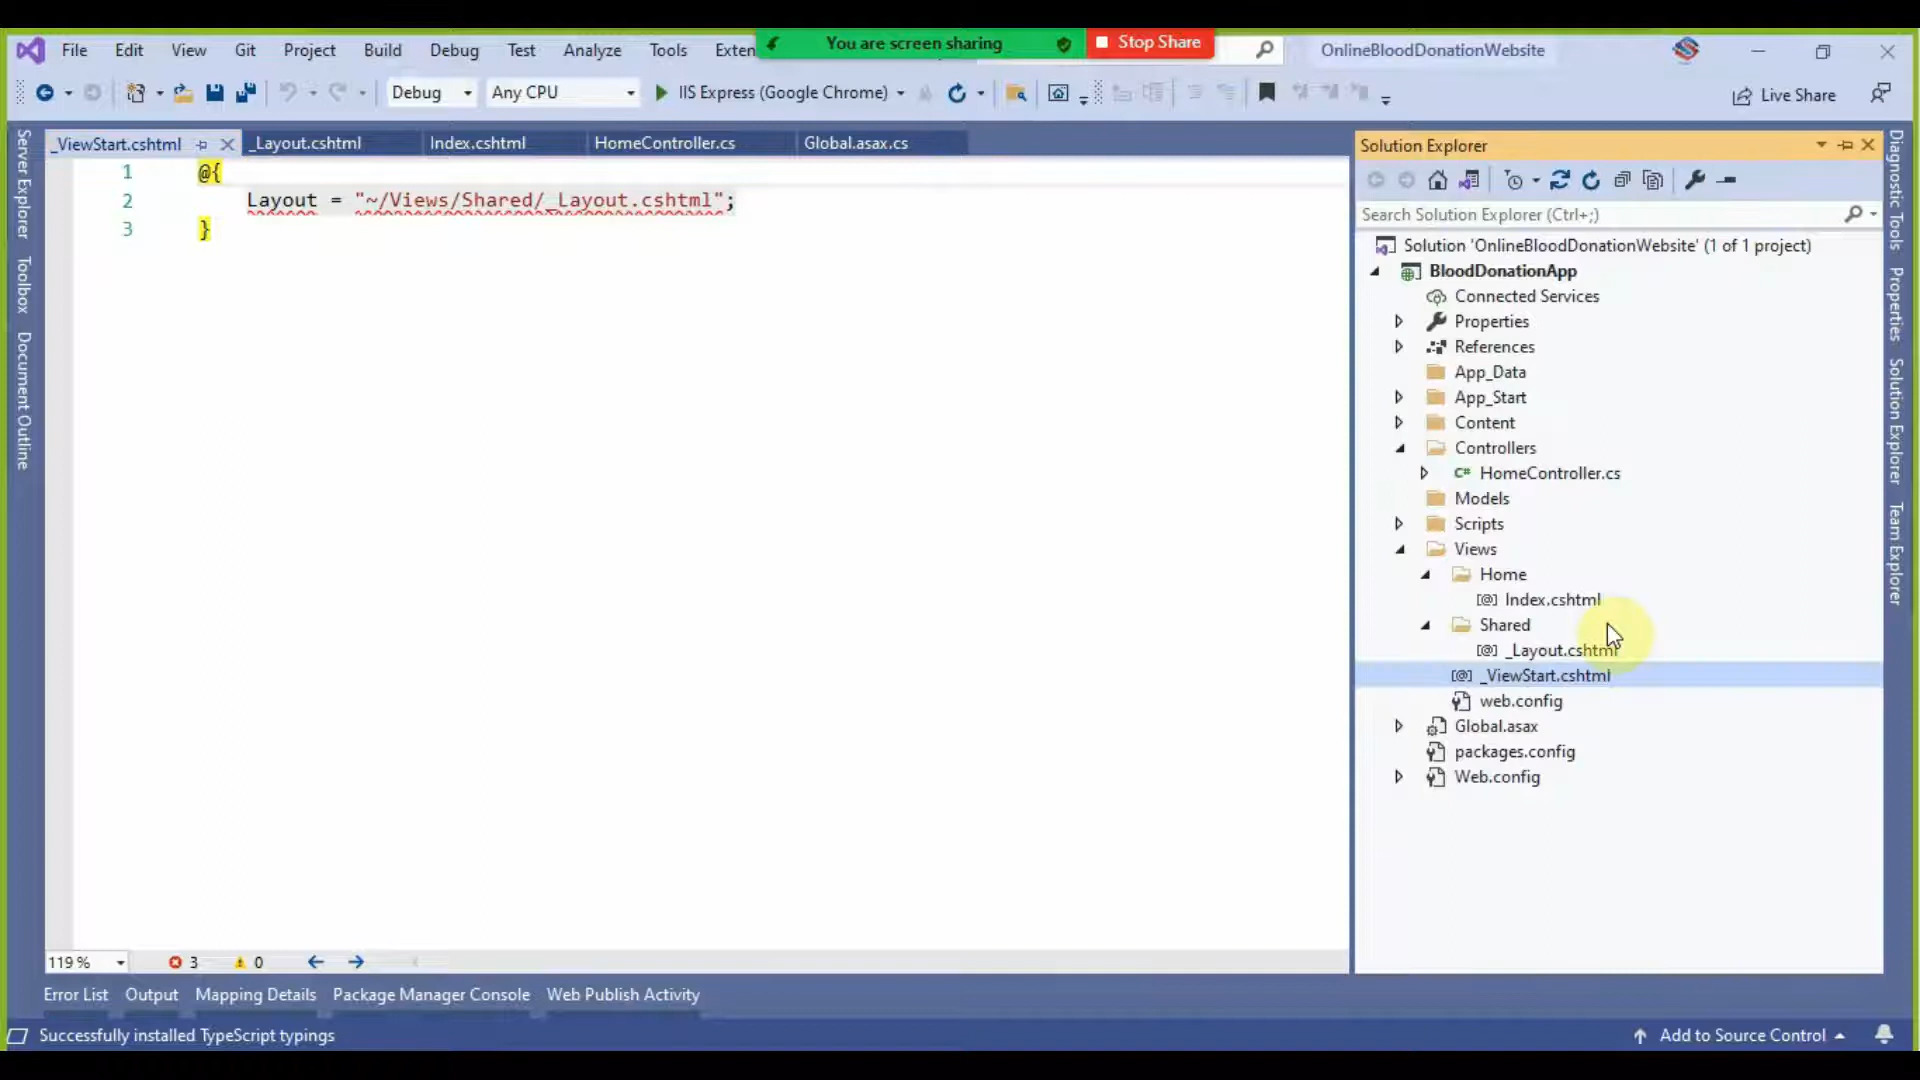 File Edit View Git Project Build Debug Test Analyze Tools Exten
You are screen sharing
Stop Share
OnlineBloodDonationWebsite
Debug Any CPU IIS Express (Google Chrome)
Live Share
_ViewStart.cshtml _Layout.cshtml Index.cshtml HomeController.cs Global.asax.cs
1 @{
2 Layout = "~/Views/Shared/_Layout.cshtml";
3 }
Server Explorer
Toolbox
Document Outline
Solution Explorer
Search Solution Explorer (Ctrl+;)
Solution 'OnlineBloodDonationWebsite' (1 of 1 project)
BloodDonationApp
Connected Services
Properties
References
App_Data
App_Start
Content
Controllers
C# HomeController.cs
Models
Scripts
Views
Home
[@] Index.cshtml
Shared
[@] _Layout.cshtml
[@] _ViewStart.cshtml
web.config
Global.asax
packages.config
Web.config
Diagnostic Tools
Properties
Solution Explorer
Team Explorer
119 % 3 0
Error List Output Mapping Details Package Manager Console Web Publish Activity
Successfully installed TypeScript typings
Add to Source Control